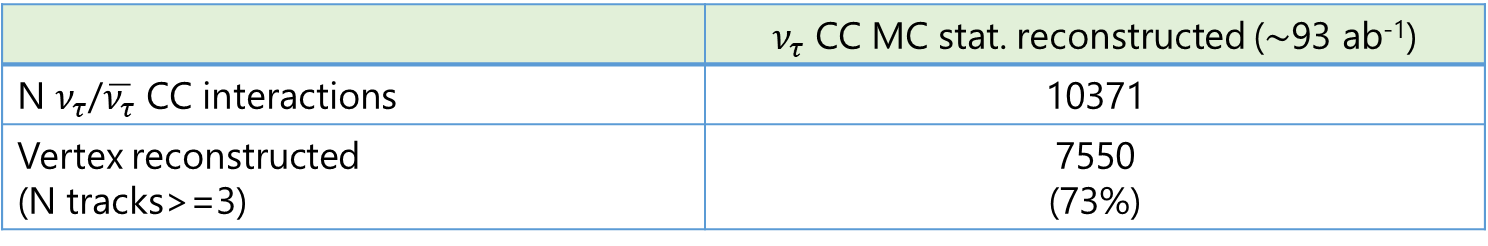 𝜈𝜏 CC MC stat. reconstructed (~93 ab⁻¹)
N 𝜈𝜏/𝜈̅𝜏 CC interactions 10371
Vertex reconstructed 7550
(N tracks>=3) (73%)